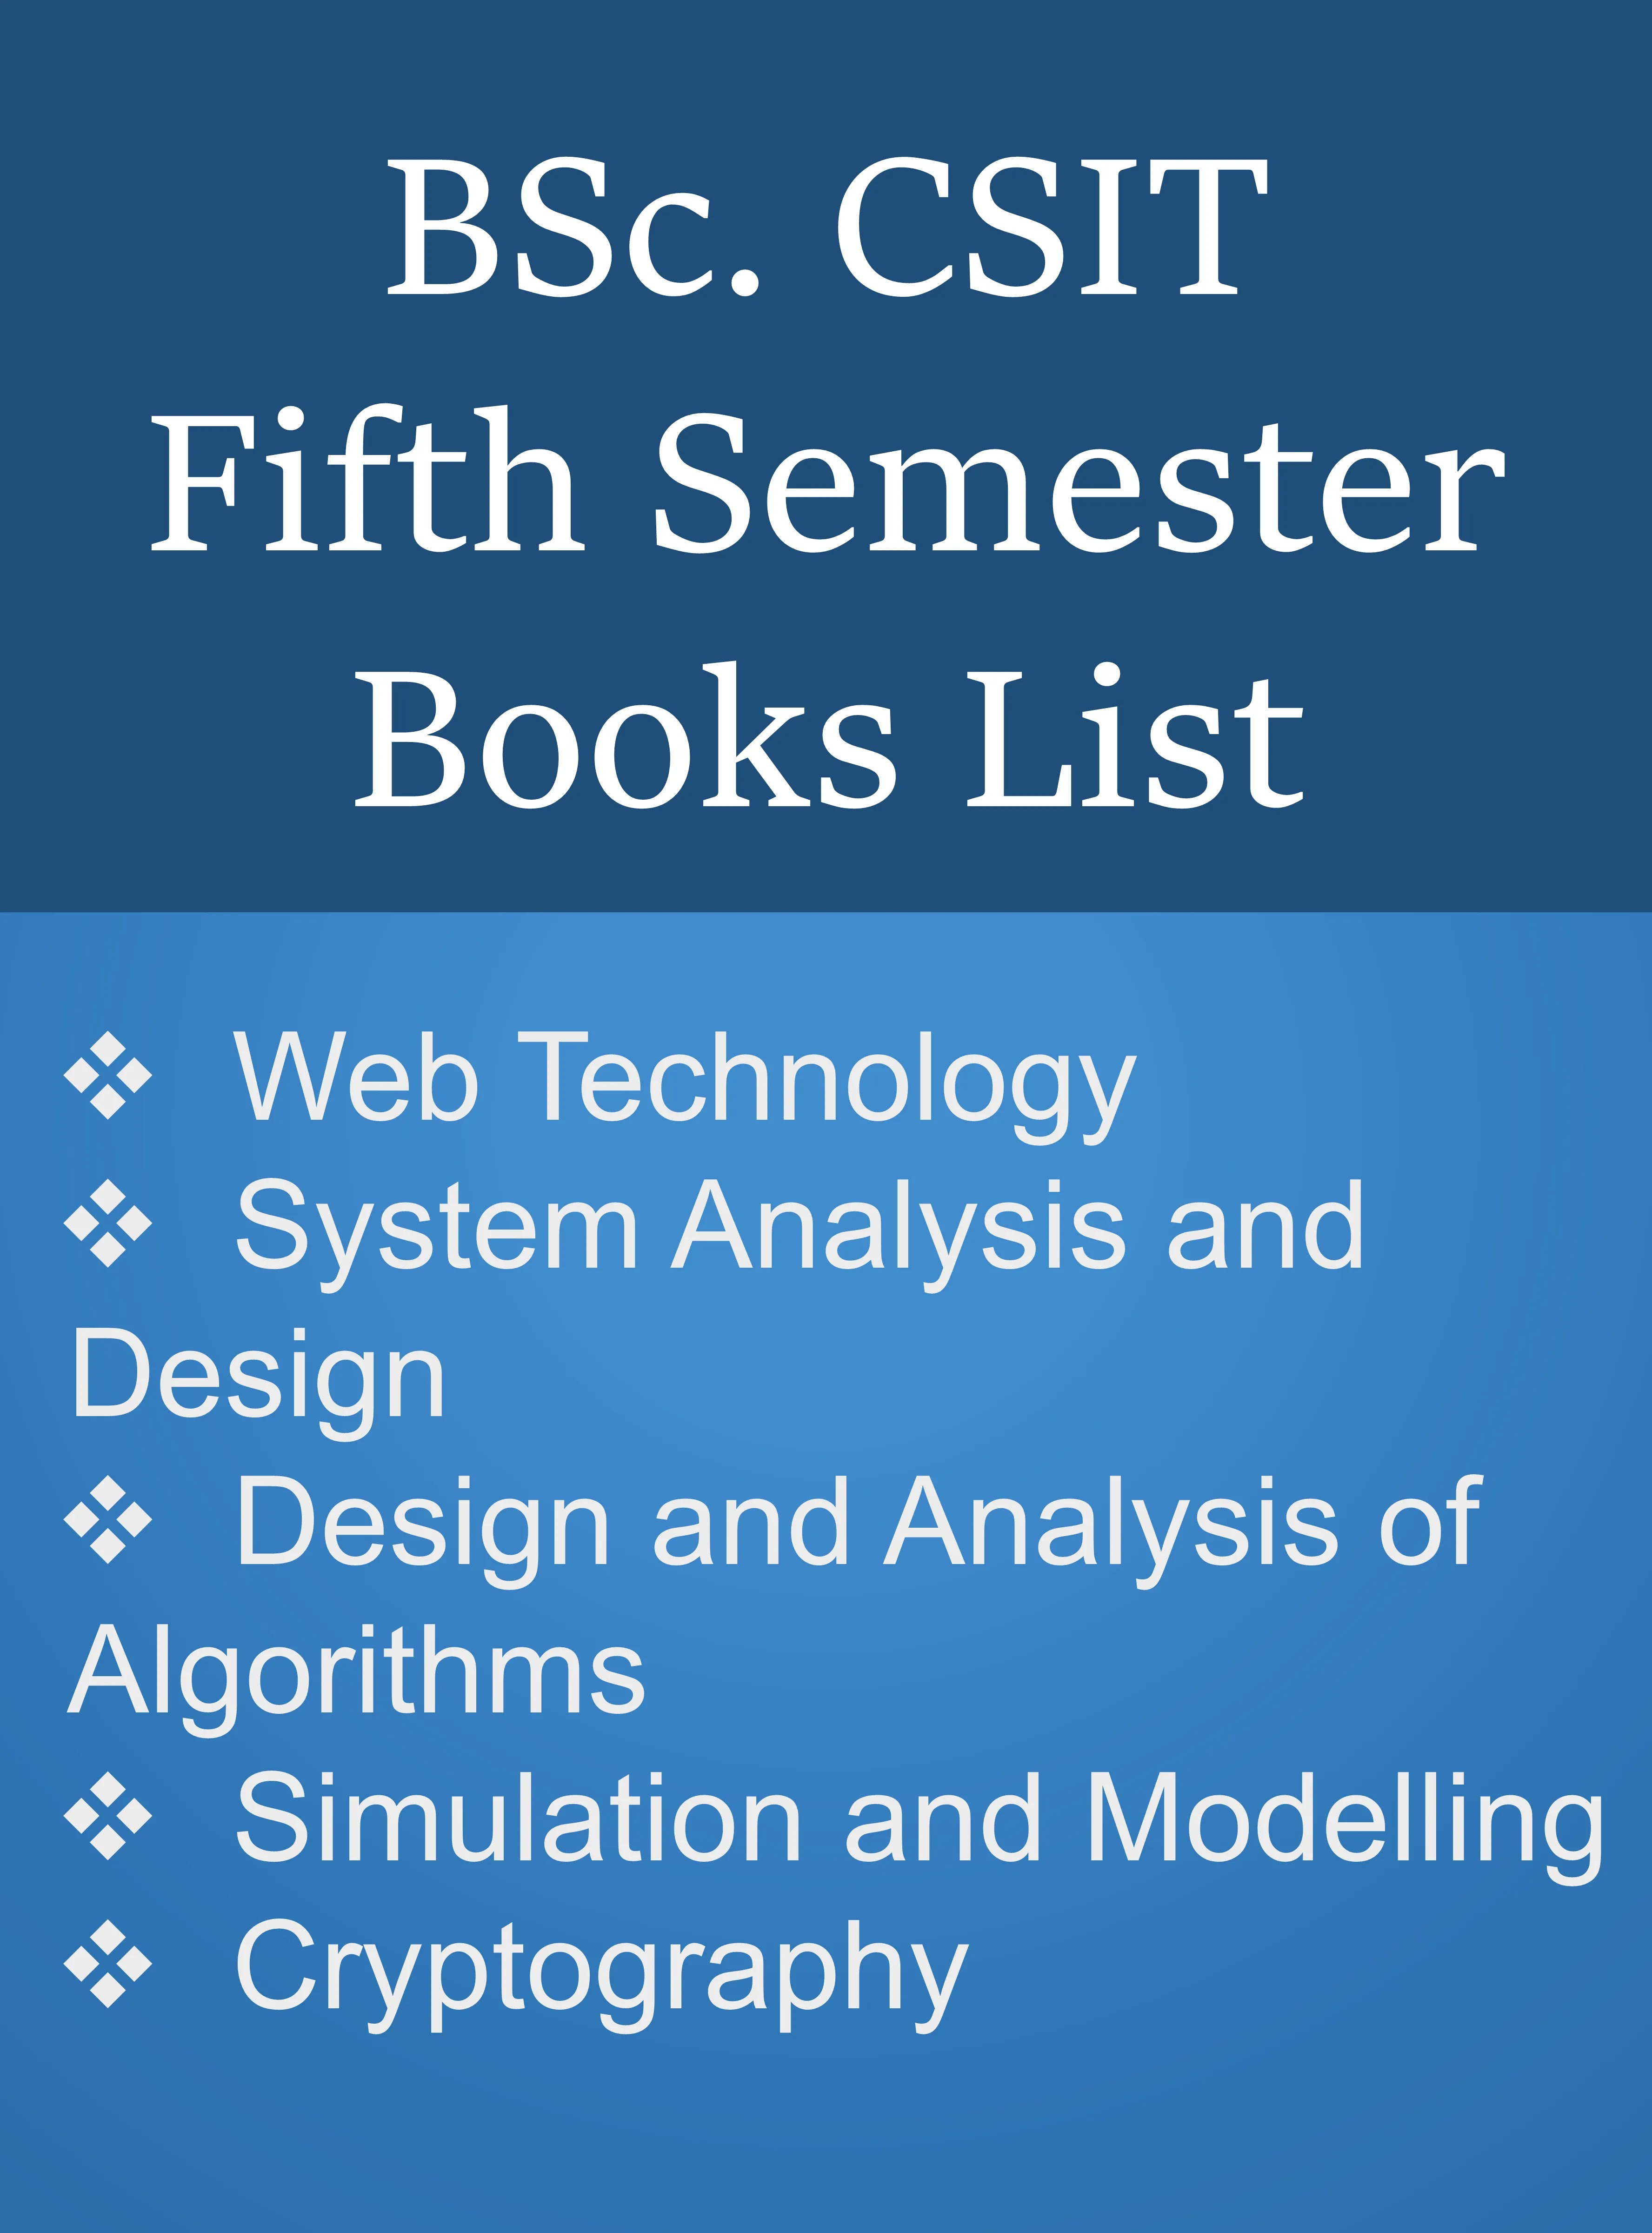 BSc. CSIT
Fifth Semester
Books List
❖ Web Technology
❖ System Analysis and
Design
❖ Design and Analysis of
Algorithms
❖ Simulation and Modelling
❖ Cryptography